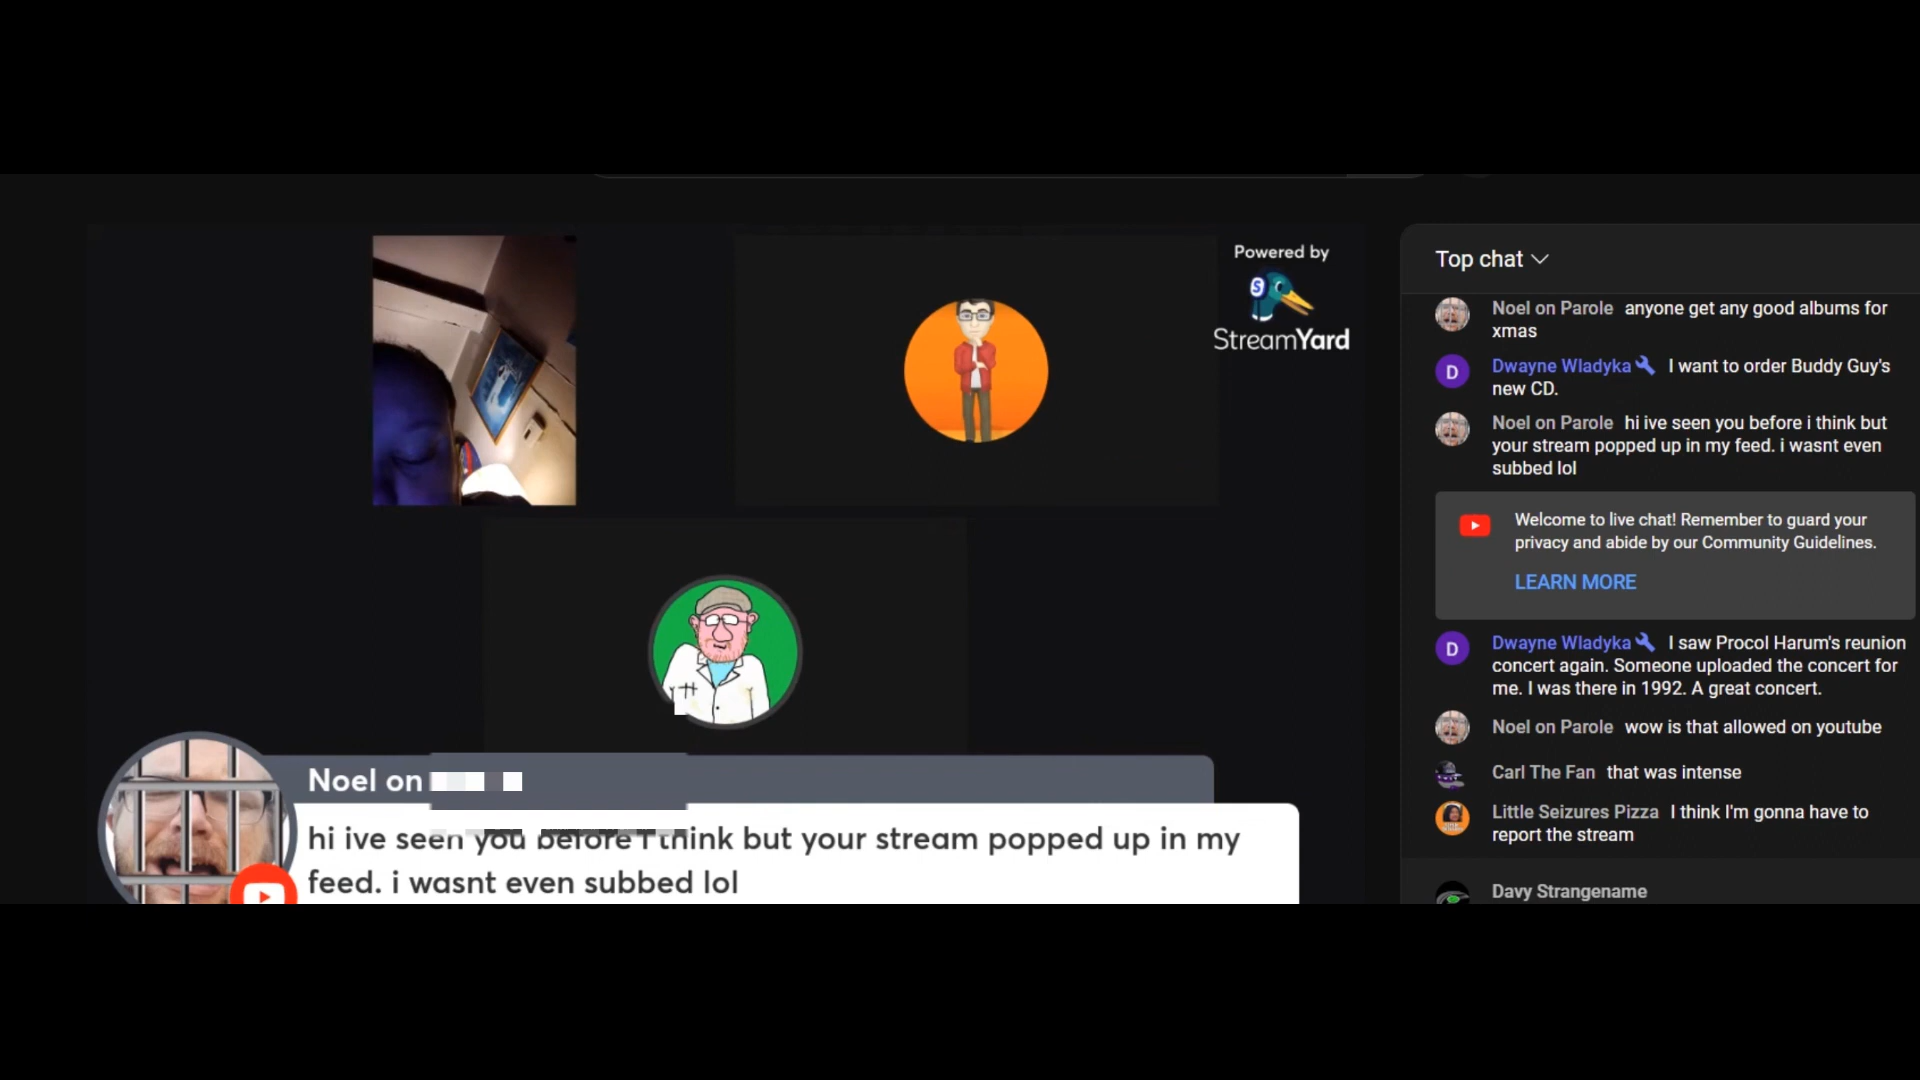 Powered by
StreamYard
Noel on
hi ive seen you before i think but your stream popped up in my
feed. i wasnt even subbed lol
Top chat
Noel on Parole anyone get any good albums for
xmas
D
Dwayne Wladyka I want to order Buddy Guy's
new CD.
Noel on Parole hi ive seen you before i think but
your stream popped up in my feed. i wasnt even
subbed lol
Welcome to live chat! Remember to guard your
privacy and abide by our Community Guidelines.
LEARN MORE
D
Dwayne Wladyka I saw Procol Harum's reunion
concert again. Someone uploaded the concert for
me. I was there in 1992. A great concert.
Noel on Parole wow is that allowed on youtube
Carl The Fan that was intense
Little Seizures Pizza I think I'm gonna have to
report the stream
Davy Strangename